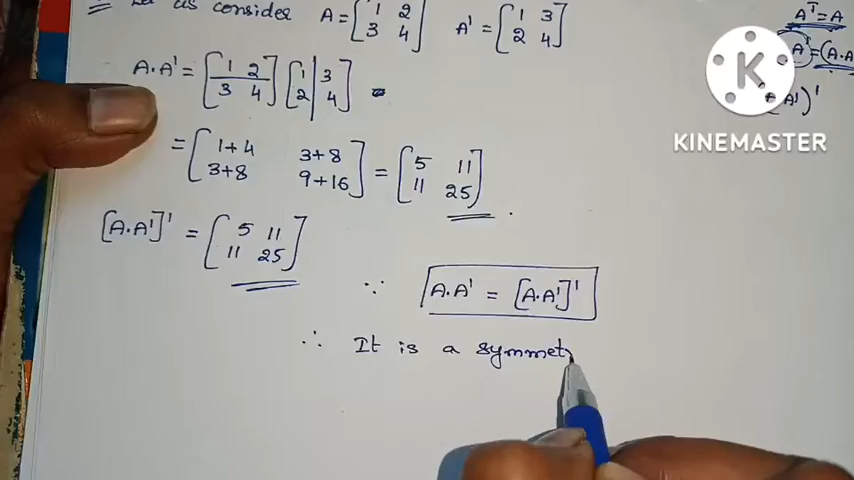 Let us consider A = [1 2 3 4] A' = [1 3 2 4]
A^T = A
A·A' = [1 2 3 4] [1 3 2 4] =
= [1+4 3+8 3+8 9+16] = [5 11 11 25].
[A·A']' = [5 11 11 25]
∵ A·A' = [A·A']'
∴ It is a symmet
K
KINEMASTER